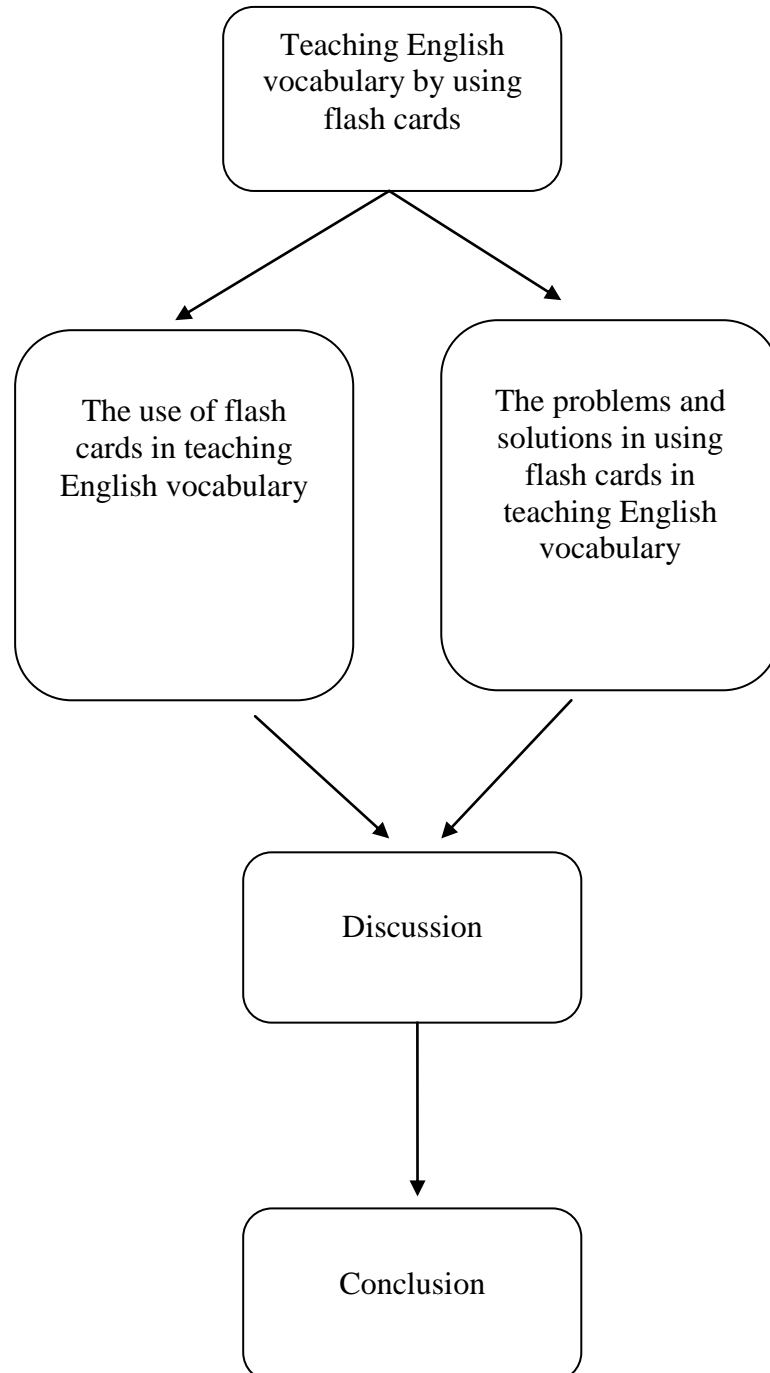 Teaching English
vocabulary by using
flash cards
The use of flash
cards in teaching
English vocabulary
The problems and
solutions in using
flash cards in
teaching English
vocabulary
Discussion
Conclusion